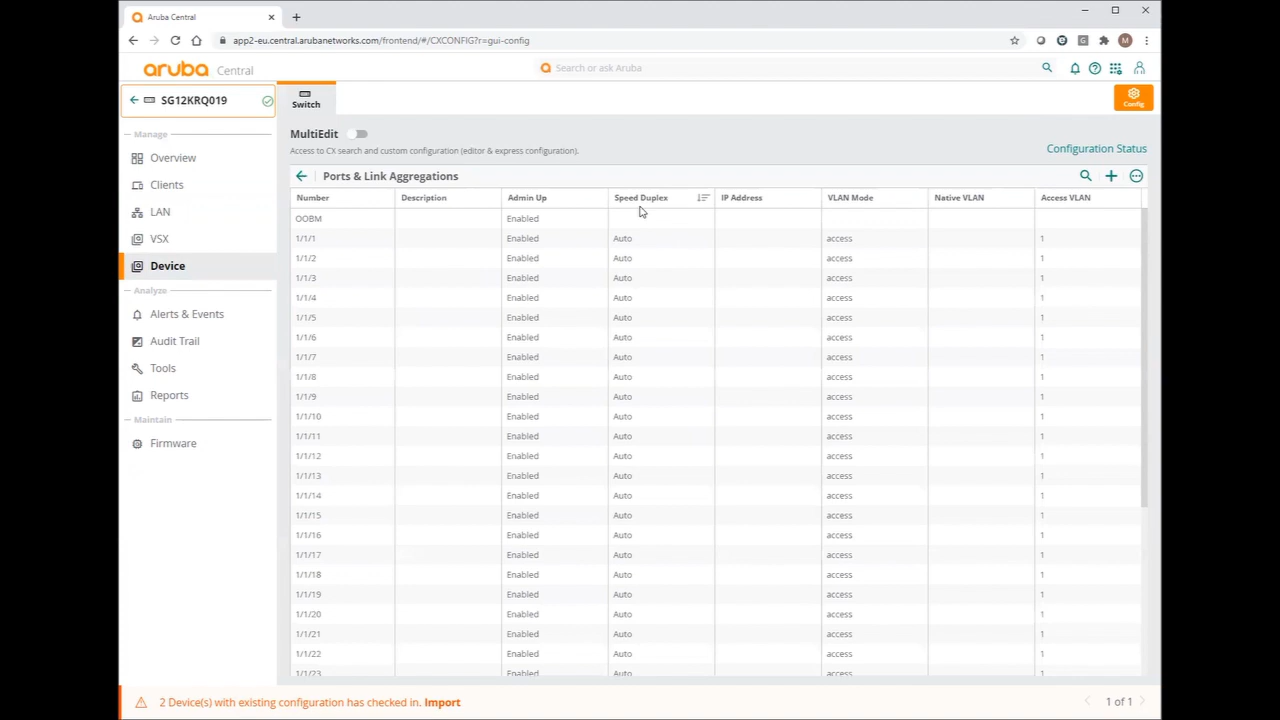 Aruba Central
app2-eu.central.arubanetworks.com/frontend/#/CXCONFIG?r=gui-config
M
aruba Central
Search or ask Aruba
SG12KRQ019
Switch
Config
Manage
Overview
Clients
LAN
VSX
Device
Analyze
Alerts & Events
Audit Trail
Tools
Reports
Maintain
Firmware
MultiEdit
Access to CX search and custom configuration (editor & express configuration).
Configuration Status
Ports & Link Aggregations
Number Description Admin Up Speed Duplex IP Address VLAN Mode Native VLAN Access VLAN
OOBM Enabled
1/1/1 Enabled Auto access 1
1/1/2 Enabled Auto access 1
1/1/3 Enabled Auto access 1
1/1/4 Enabled Auto access 1
1/1/5 Enabled Auto access 1
1/1/6 Enabled Auto access 1
1/1/7 Enabled Auto access 1
1/1/8 Enabled Auto access 1
1/1/9 Enabled Auto access 1
1/1/10 Enabled Auto access 1
1/1/11 Enabled Auto access 1
1/1/12 Enabled Auto access 1
1/1/13 Enabled Auto access 1
1/1/14 Enabled Auto access 1
1/1/15 Enabled Auto access 1
1/1/16 Enabled Auto access 1
1/1/17 Enabled Auto access 1
1/1/18 Enabled Auto access 1
1/1/19 Enabled Auto access 1
1/1/20 Enabled Auto access 1
1/1/21 Enabled Auto access 1
1/1/22 Enabled Auto access 1
1/1/23 Enabled Auto access 1
2 Device(s) with existing configuration has checked in. Import
1 of 1